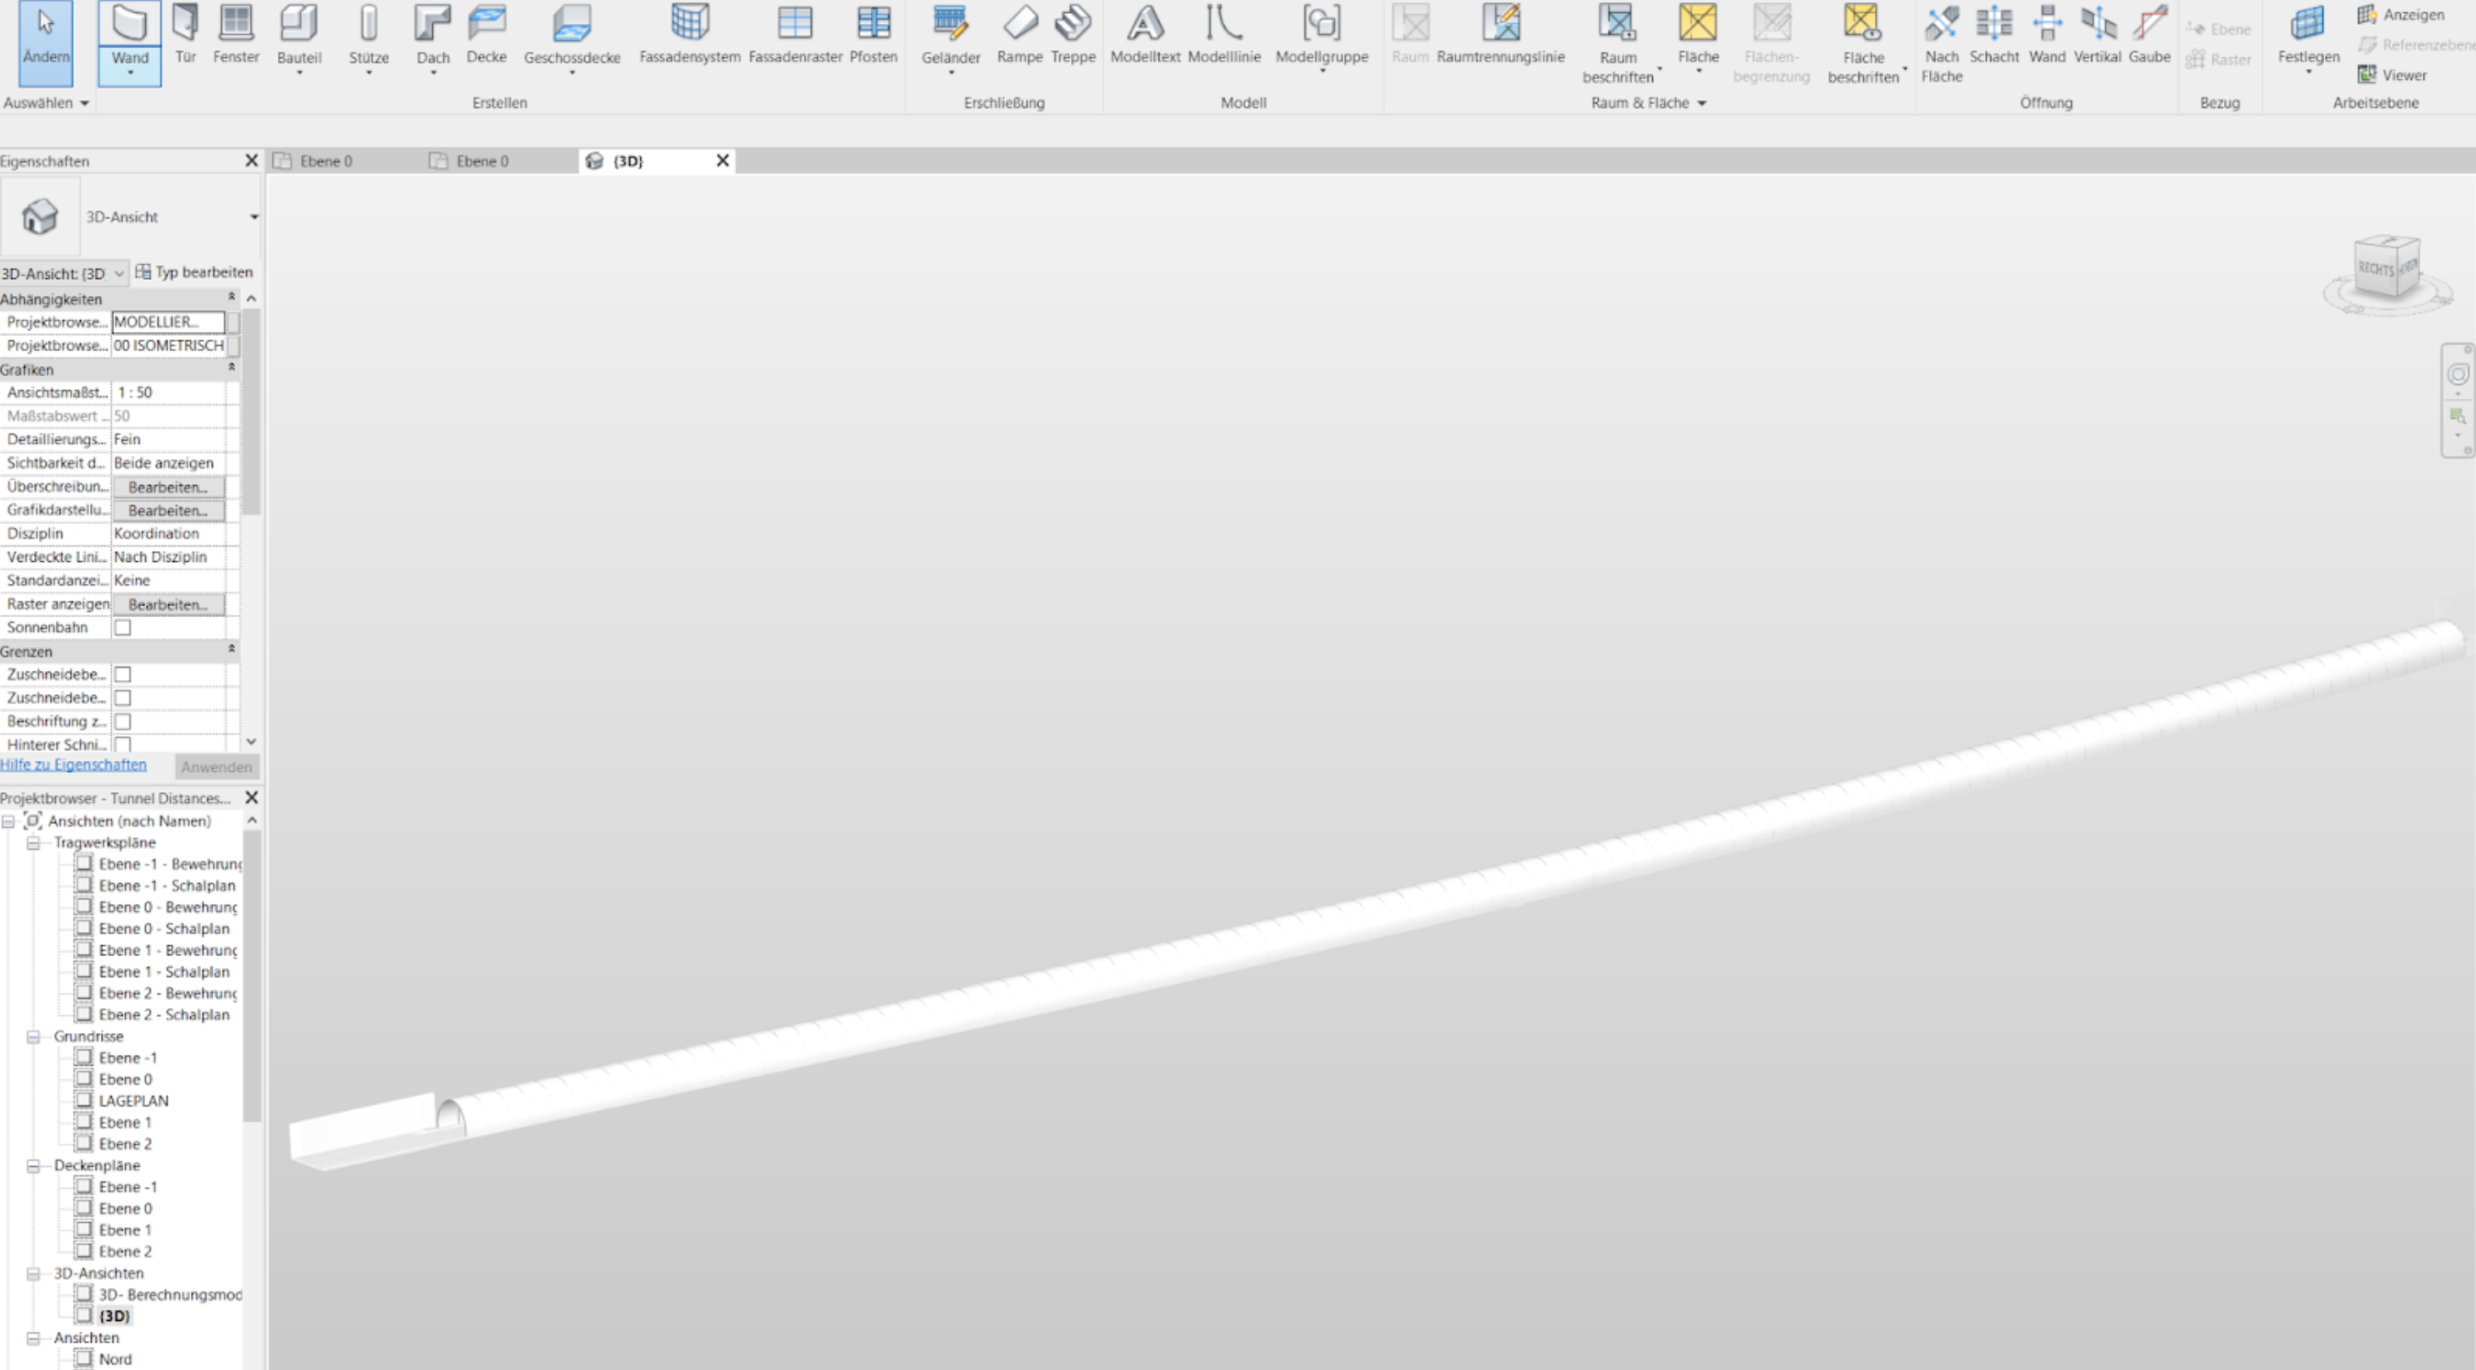 Ändern
Wand
Tür
Fenster
Bauteil
Stütze
Dach
Decke
Geschossdecke
Fassadensystem
Fassadenraster
Pfosten
Geländer
Rampe
Treppe
Modelltext
Modelllinie
Modellgruppe
Raum
Raumtrennungslinie
Raum
beschriften
Fläche
Flächen-
begrenzung
Fläche
beschriften
Nach
Fläche
Schacht
Wand
Vertikal
Gaube
Ebene
Raster
Festlegen
Anzeigen
Referenzebene
Viewer
Auswählen
Erstellen
Erschließung
Modell
Raum & Fläche
Öffnung
Bezug
Arbeitsebene
Eigenschaften
Ebene 0
Ebene 0
{3D}
3D-Ansicht
3D-Ansicht: {3D
Typ bearbeiten
Abhängigkeiten
Projektbrowse... MODELLIER...
Projektbrowse... 00 ISOMETRISCH
Grafiken
Ansichtsmaßst... 1 : 50
Maßstabswert ... 50
Detaillierungs... Fein
Sichtbarkeit d... Beide anzeigen
Überschreibun... Bearbeiten...
Grafikdarstellu... Bearbeiten...
Disziplin Koordination
Verdeckte Lini... Nach Disziplin
Standardanzei... Keine
Raster anzeigen Bearbeiten...
Sonnenbahn
Grenzen
Zuschneidebe...
Zuschneidebe...
Beschriftung z...
Hinterer Schni...
Hilfe zu Eigenschaften
Anwenden
Projektbrowser - Tunnel Distances...
Ansichten (nach Namen)
Tragwerkspläne
Ebene -1 - Bewehrung
Ebene -1 - Schalplan
Ebene 0 - Bewehrung
Ebene 0 - Schalplan
Ebene 1 - Bewehrung
Ebene 1 - Schalplan
Ebene 2 - Bewehrung
Ebene 2 - Schalplan
Grundrisse
Ebene -1
Ebene 0
LAGEPLAN
Ebene 1
Ebene 2
Deckenpläne
Ebene -1
Ebene 0
Ebene 1
Ebene 2
3D-Ansichten
3D- Berechnungsmod
{3D}
Ansichten
Nord
RECHTS